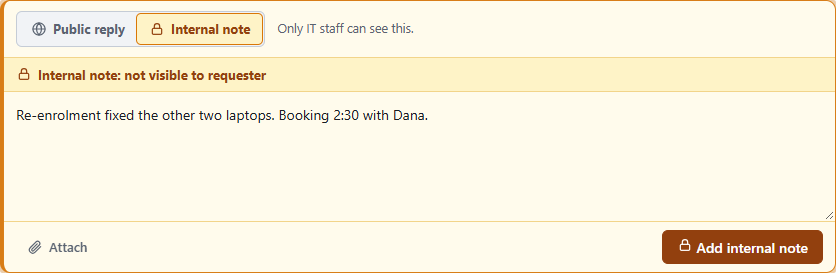 Public reply Internal note Only IT staff can see this.
Internal note: not visible to requester
Re-enrolment fixed the other two laptops. Booking 2:30 with Dana.
Attach Add internal note